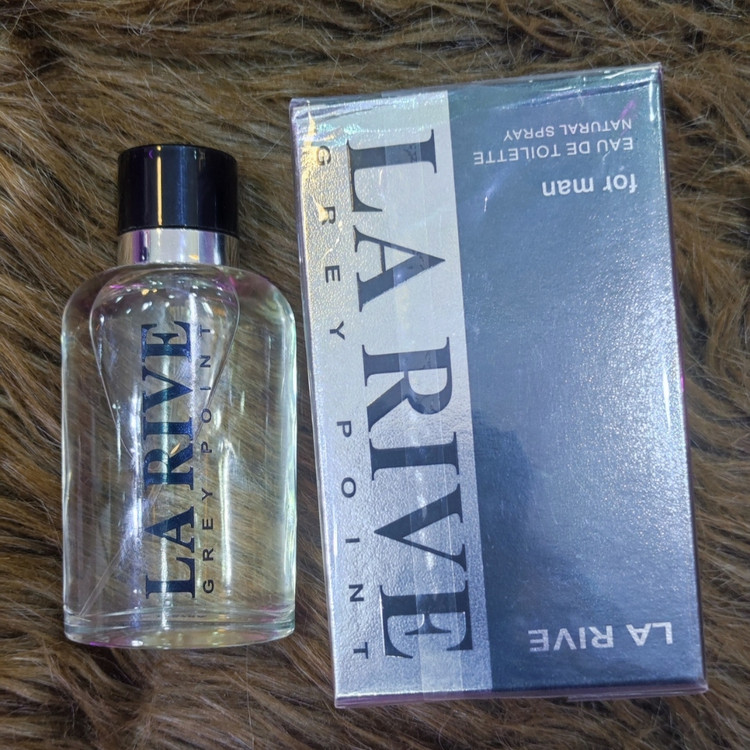 LA RIVE
GREY POINT
LA RIVE
GREY POINT
for man
EAU DE TOILETTE
NATURAL SPRAY
LA RIVE